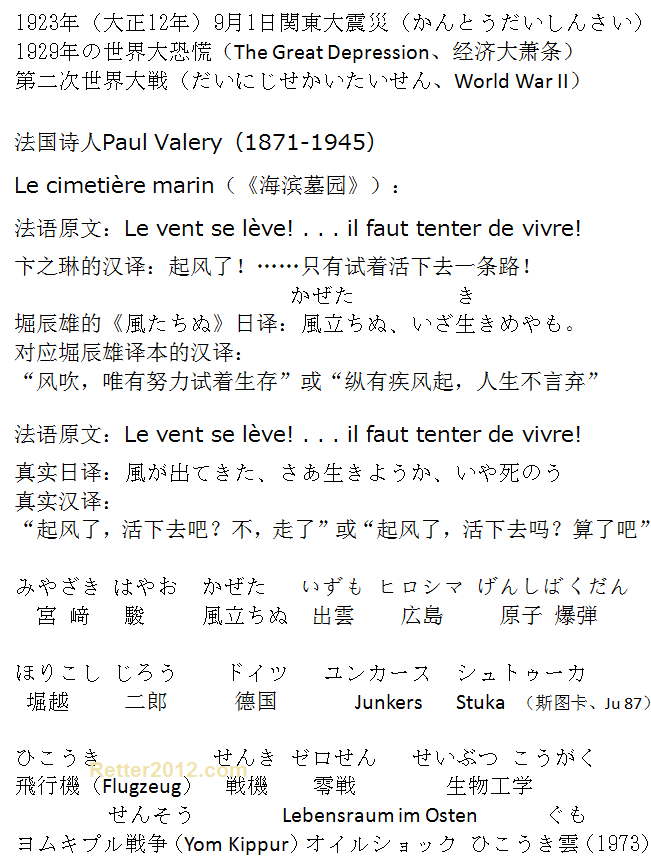 1923年（大正12年）9月1日関東大震災（かんとうだいしんさい）
1929年の世界大恐慌（The Great Depression、经济大萧条）
第二次世界大戦（だいにじせかいたいせん、World War II）
法国诗人Paul Valery（1871-1945）
Le cimetière marin（《海滨墓园》）：
法语原文：Le vent se lève! . . . il faut tenter de vivre!
卞之琳的汉译：起风了！……只有试着活下去一条路！
かぜた き
堀辰雄的《風たちぬ》日译：風立ちぬ、いざ生きめやも。
对应堀辰雄译本的汉译：
“风吹，唯有努力试着生存”或“纵有疾风起，人生不言弃”
法语原文：Le vent se lève! . . . il faut tenter de vivre!
真实日译：風が出てきた、さあ生きようか、いや死のう
真实汉译：
“起风了，活下去吧？不，走了”或“起风了，活下去吗？算了吧”
みやざき はやお かぜた いずも ヒロシマ げんしばくだん
宮 﨑 駿 風立ちぬ 出雲 広島 原子 爆弾
ほりこし じろう ドイツ ユンカース シュトゥーカ
堀越 二郎 德国 Junkers Stuka （斯图卡、Ju 87）
ひこうき せんき ゼロせん せいぶつ こうがく
飛行機（Flugzeug） 戦機 零戦 生物工学
Retter2012.com
せんそう Lebensraum im Osten ぐも
ヨムキプル戦争（Yom Kippur）オイルショック ひこうき雲（1973）